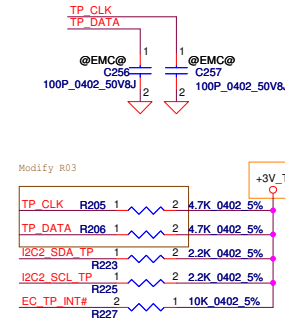 TP_CLK
TP_DATA
1 1
@EMC@ @EMC@
C256 C257
100P_0402_50V8J 100P_0402_50V8J
2 2
Modify R03
+3V_T
TP_CLK R205 1 2 4.7K_0402_5%
TP_DATA R206 1 2 4.7K_0402_5%
I2C2_SDA_TP 1 2 2.2K_0402_5%
R223
I2C2_SCL_TP 1 2 2.2K_0402_5%
R225
EC_TP_INT# 2 1 10K_0402_5%
R227